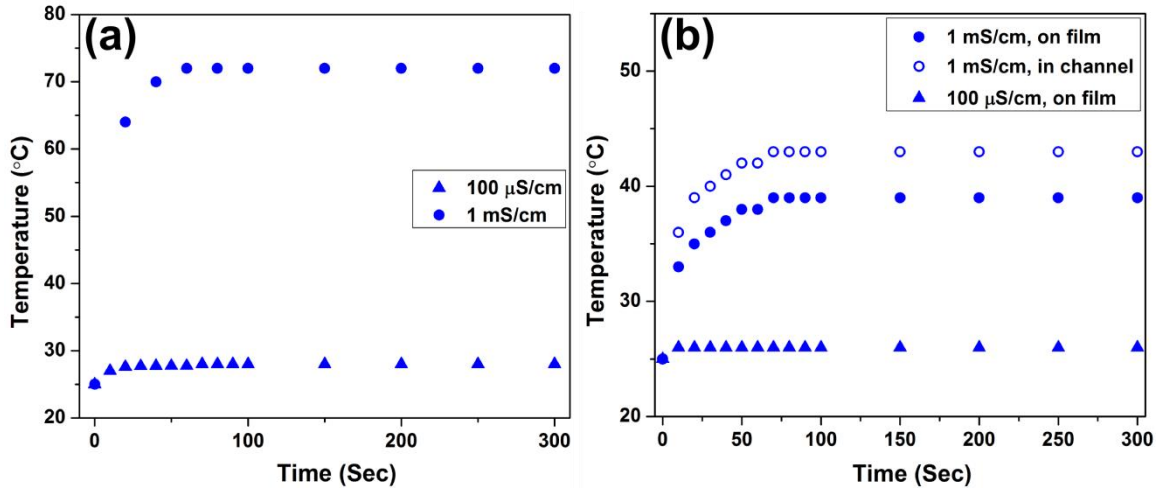 (a)
80
70
60
50
40
30
20
Temperature (°C)
100 μS/cm
1 mS/cm
0
100
200
300
Time (Sec)
(b)
50
40
30
20
Temperature (°C)
1 mS/cm, on film
1 mS/cm, in channel
100 μS/cm, on film
0
50
100
150
200
250
300
Time (Sec)